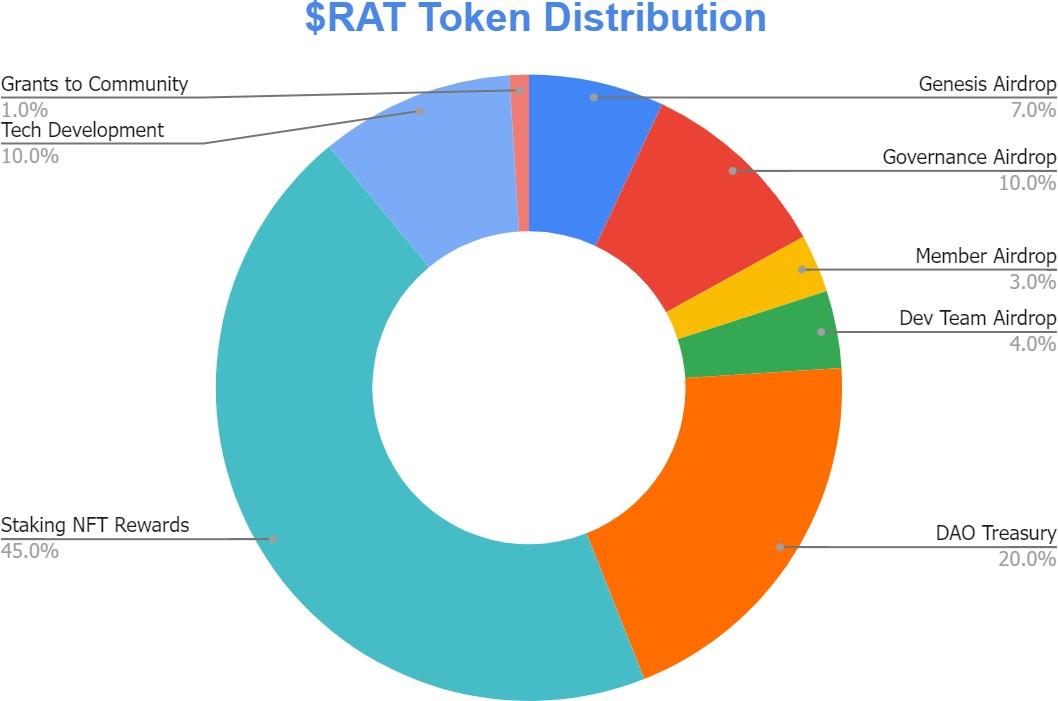 $RAT Token Distribution
Grants to Community
1.0%
Tech Development
10.0%
Staking NFT Rewards
45.0%
Genesis Airdrop
7.0%
Governance Airdrop
10.0%
Member Airdrop
3.0%
Dev Team Airdrop
4.0%
DAO Treasury
20.0%